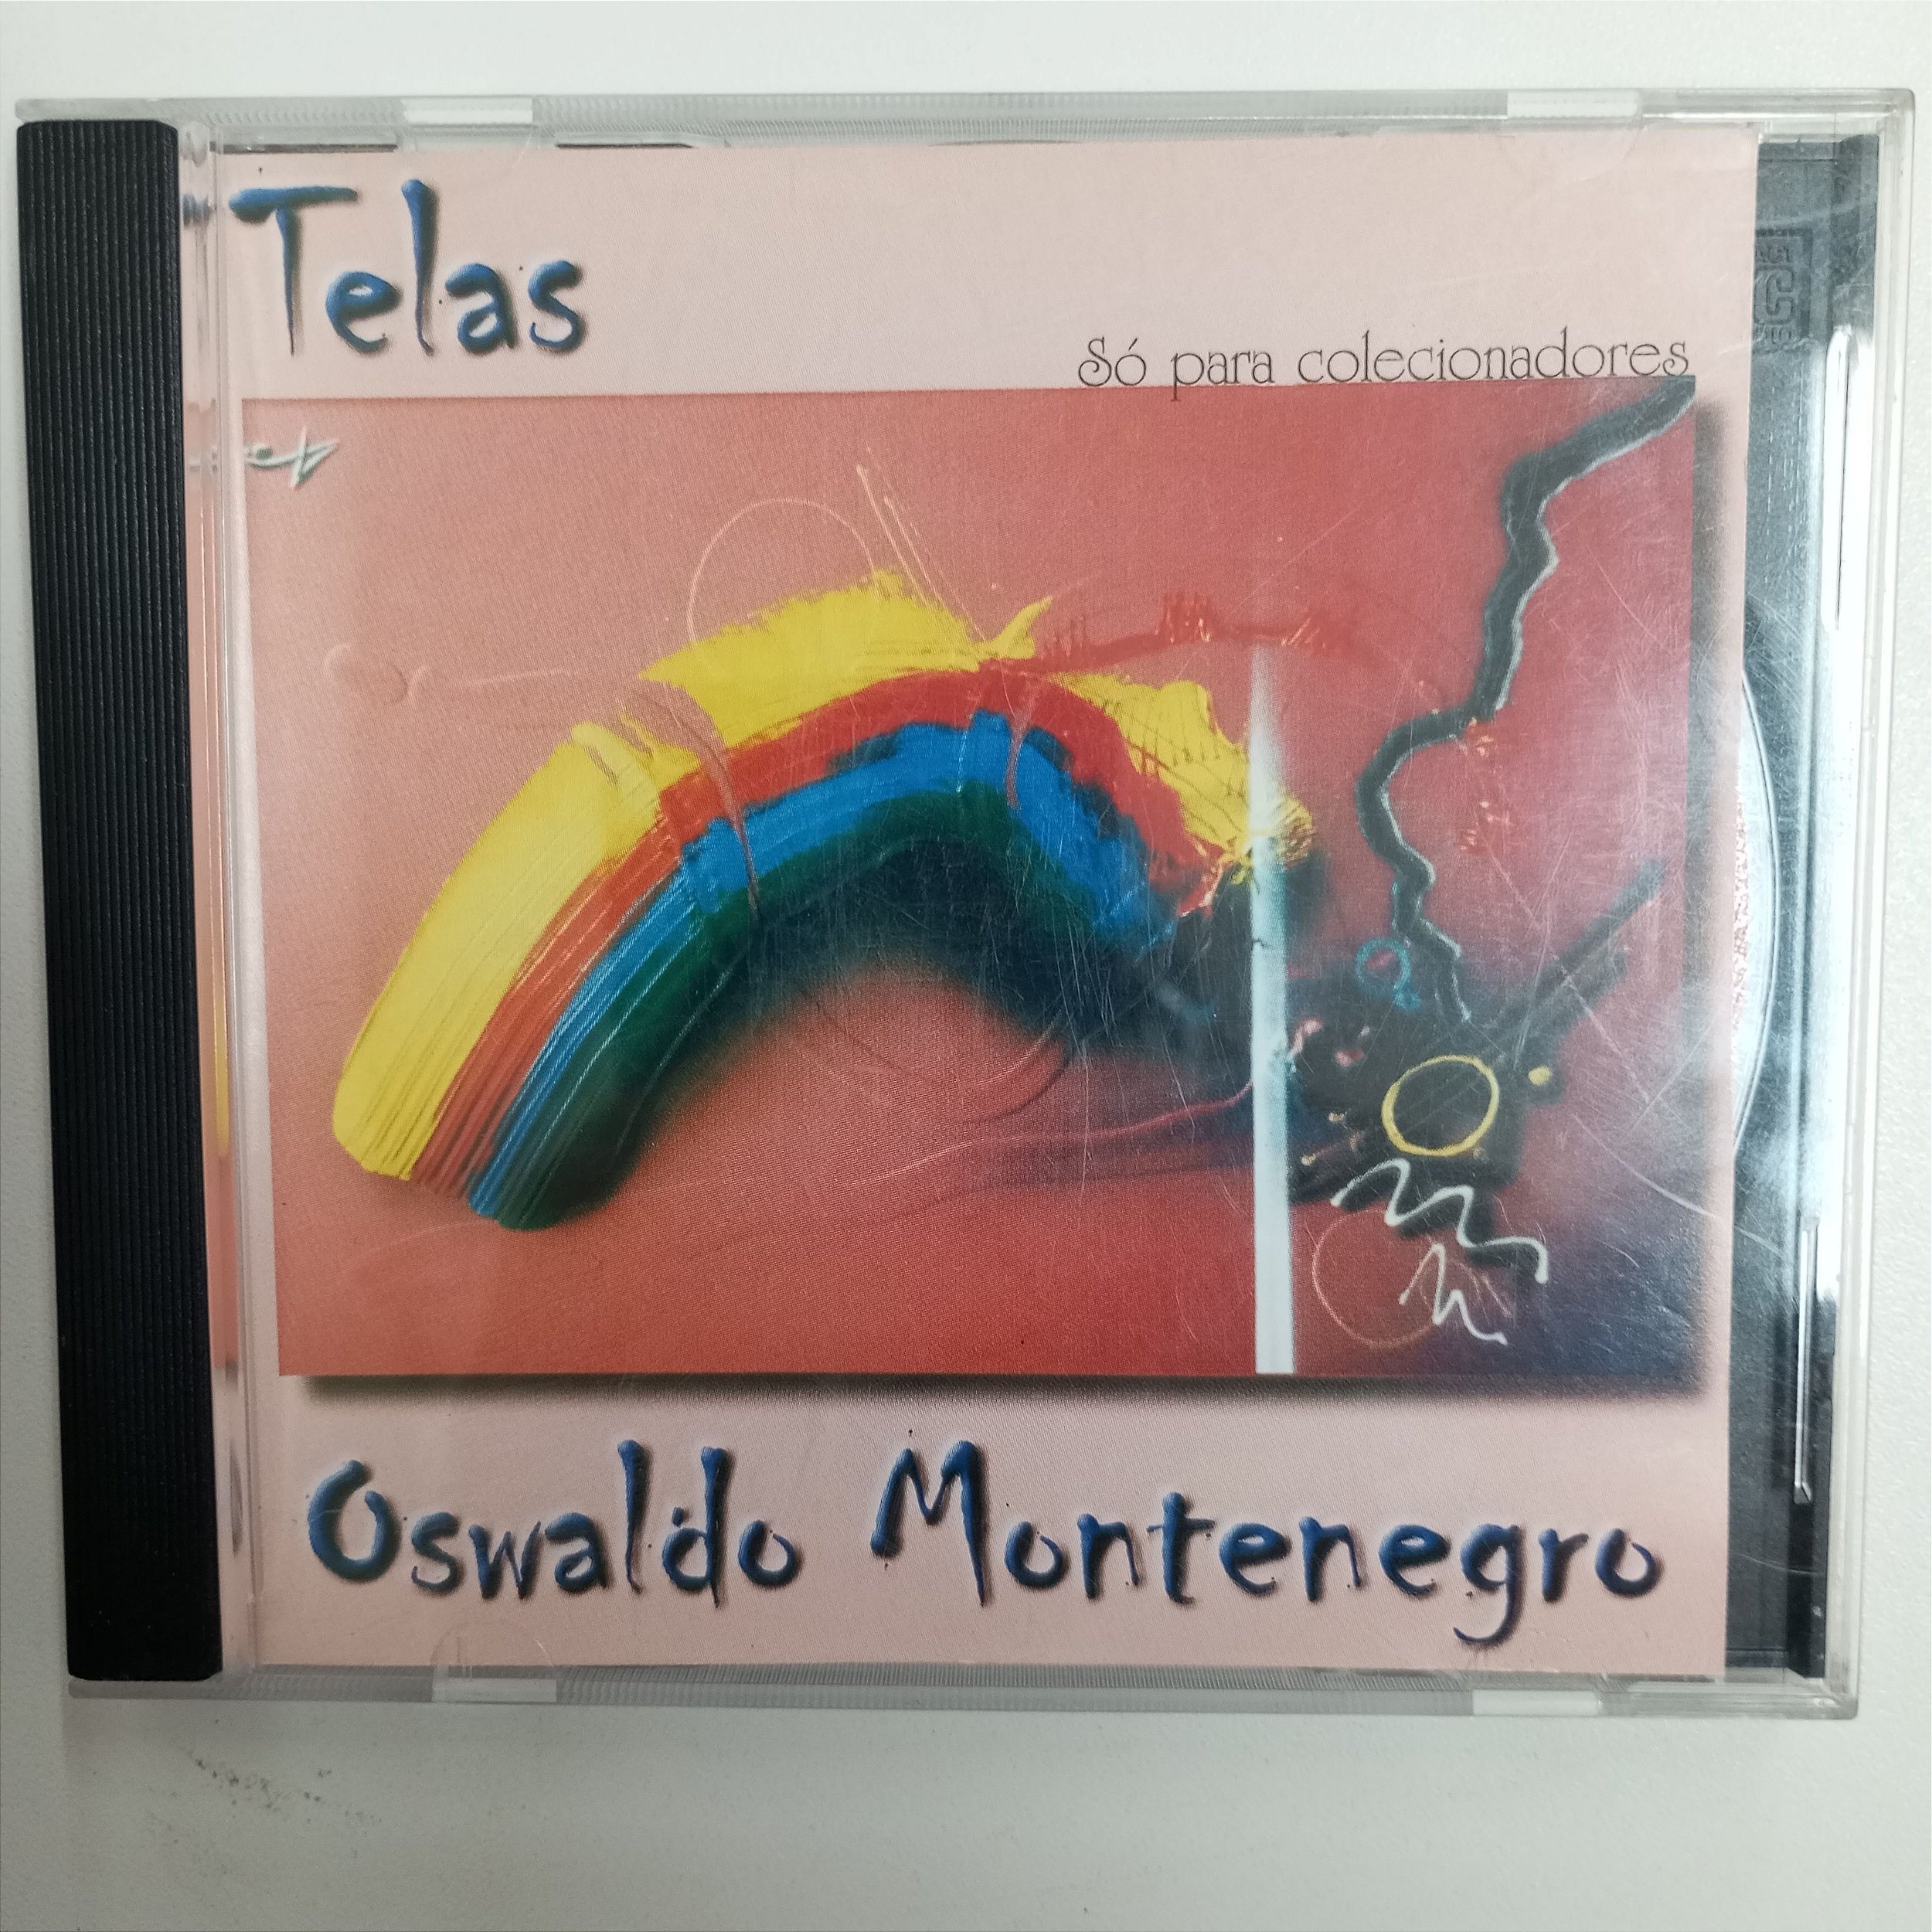 Telas
Só para colecionadores
Oswaldo Montenegro